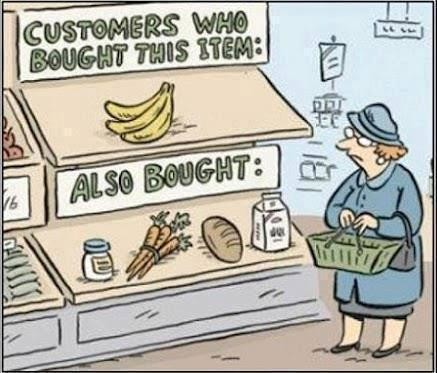 CUSTOMERS WHO
BOUGHT THIS ITEM:
ALSO BOUGHT: